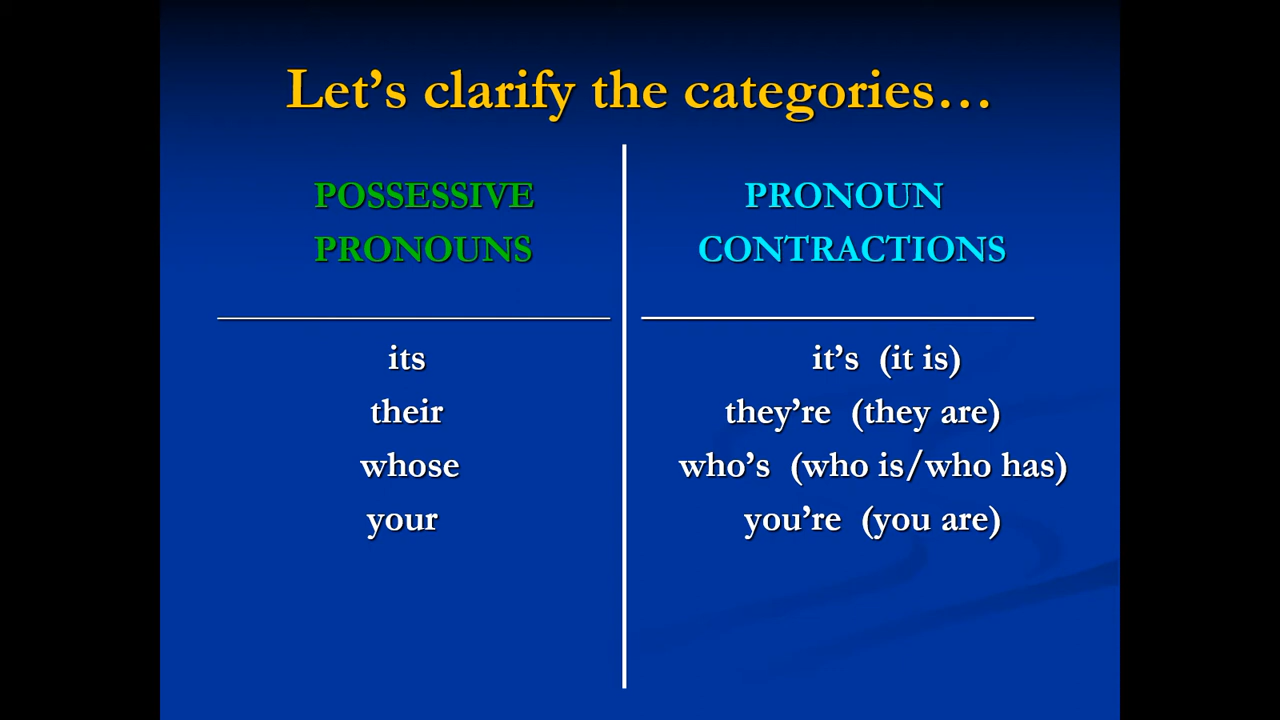 Let’s clarify the categories…
POSSESSIVE
PRONOUNS
its
their
whose
your
PRONOUN
CONTRACTIONS
it’s (it is)
they’re (they are)
who’s (who is/who has)
you’re (you are)